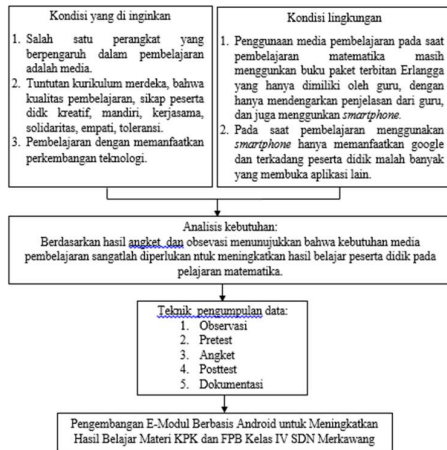 Kondisi yang di inginkan
1. Salah satu perangkat yang
berpengaruh dalam pembelajaran
adalah media.
2. Tuntutan kurikulum merdeka, bahwa
kualitas pembelajaran, sikap peserta
didk kreatif, mandiri, kerjasama,
solidaritas, empati, toleransi.
3. Pembelajaran dengan memanfaatkan
perkembangan teknologi.
Kondisi lingkungan
1. Penggunaan media pembelajaran pada saat
pembelajaran matematika masih
menggunkan buku paket terbitan Erlangga
yang hanya dimiliki oleh guru, dengan
hanya mendengarkan penjelasan dari guru,
dan juga menggunkan smartphone.
2. Pada saat pembelajaran menggunakan
smartphone hanya memanfaatkan google
dan terkadang peserta didik malah banyak
yang membuka aplikasi lain.
Analisis kebutuhan:
Berdasarkan hasil angket dan obsevasi menunujukkan bahwa kebutuhan media
pembelajaran sangatlah diperlukan ntuk meningkatkan hasil belajar peserta didik pada
pelajaran matematika.
Teknik pengumpulan data:
1. Observasi
2. Pretest
3. Angket
4. Posttest
5. Dokumentasi
Pengembangan E-Modul Berbasis Android untuk Meningkatkan
Hasil Belajar Materi KPK dan FPB Kelas IV SDN Merkawang